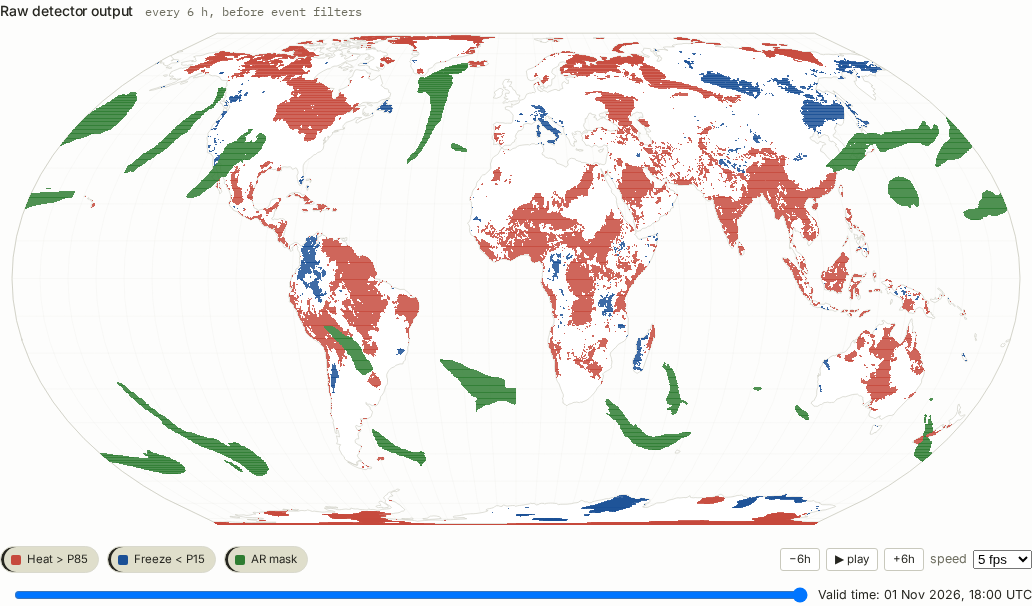 Raw detector output every 6 h, before event filters
Heat > P85 Freeze < P15 AR mask −6h ▶ play +6h speed 5 fps
Valid time: 01 Nov 2026, 18:00 UTC